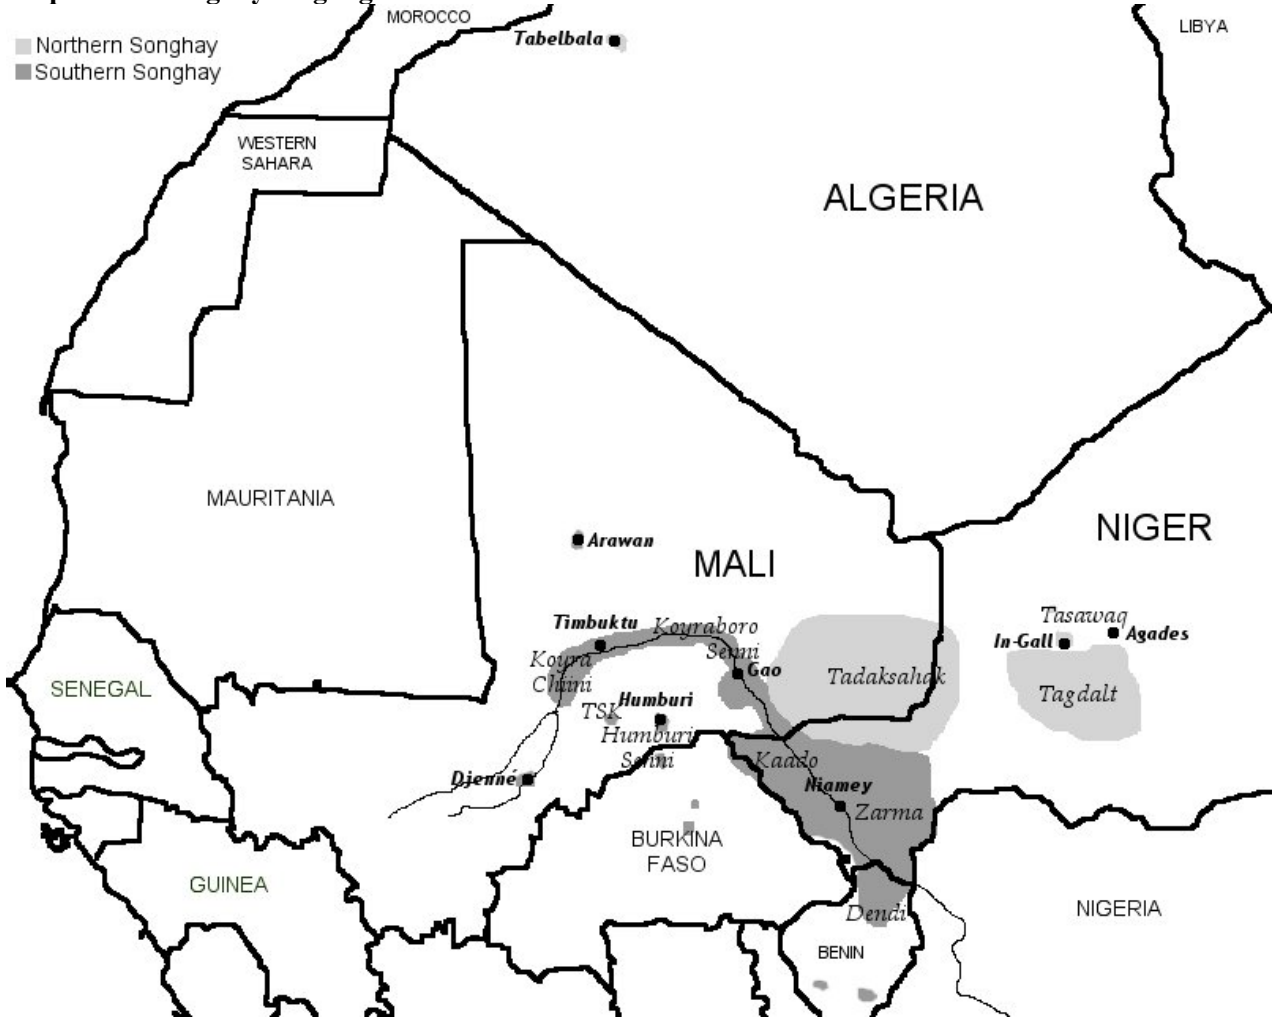 MOROCCO
LIBYA
Northern Songhay
Southern Songhay
Tabelbala
WESTERN
SAHARA
ALGERIA
MAURITANIA
NIGER
Arawan
MALI
Timbuktu
Koyraboro
Senni
Tasawaq
In-Gall
Agades
Koyra
Chiini
Gao
Tadaksahak
Tagdalt
SENEGAL
Humburi
TSK
Humburi
Senni
Kaado
Djenné
Niamey
Zarma
BURKINA
FASO
GUINEA
Dendi
NIGERIA
BENIN